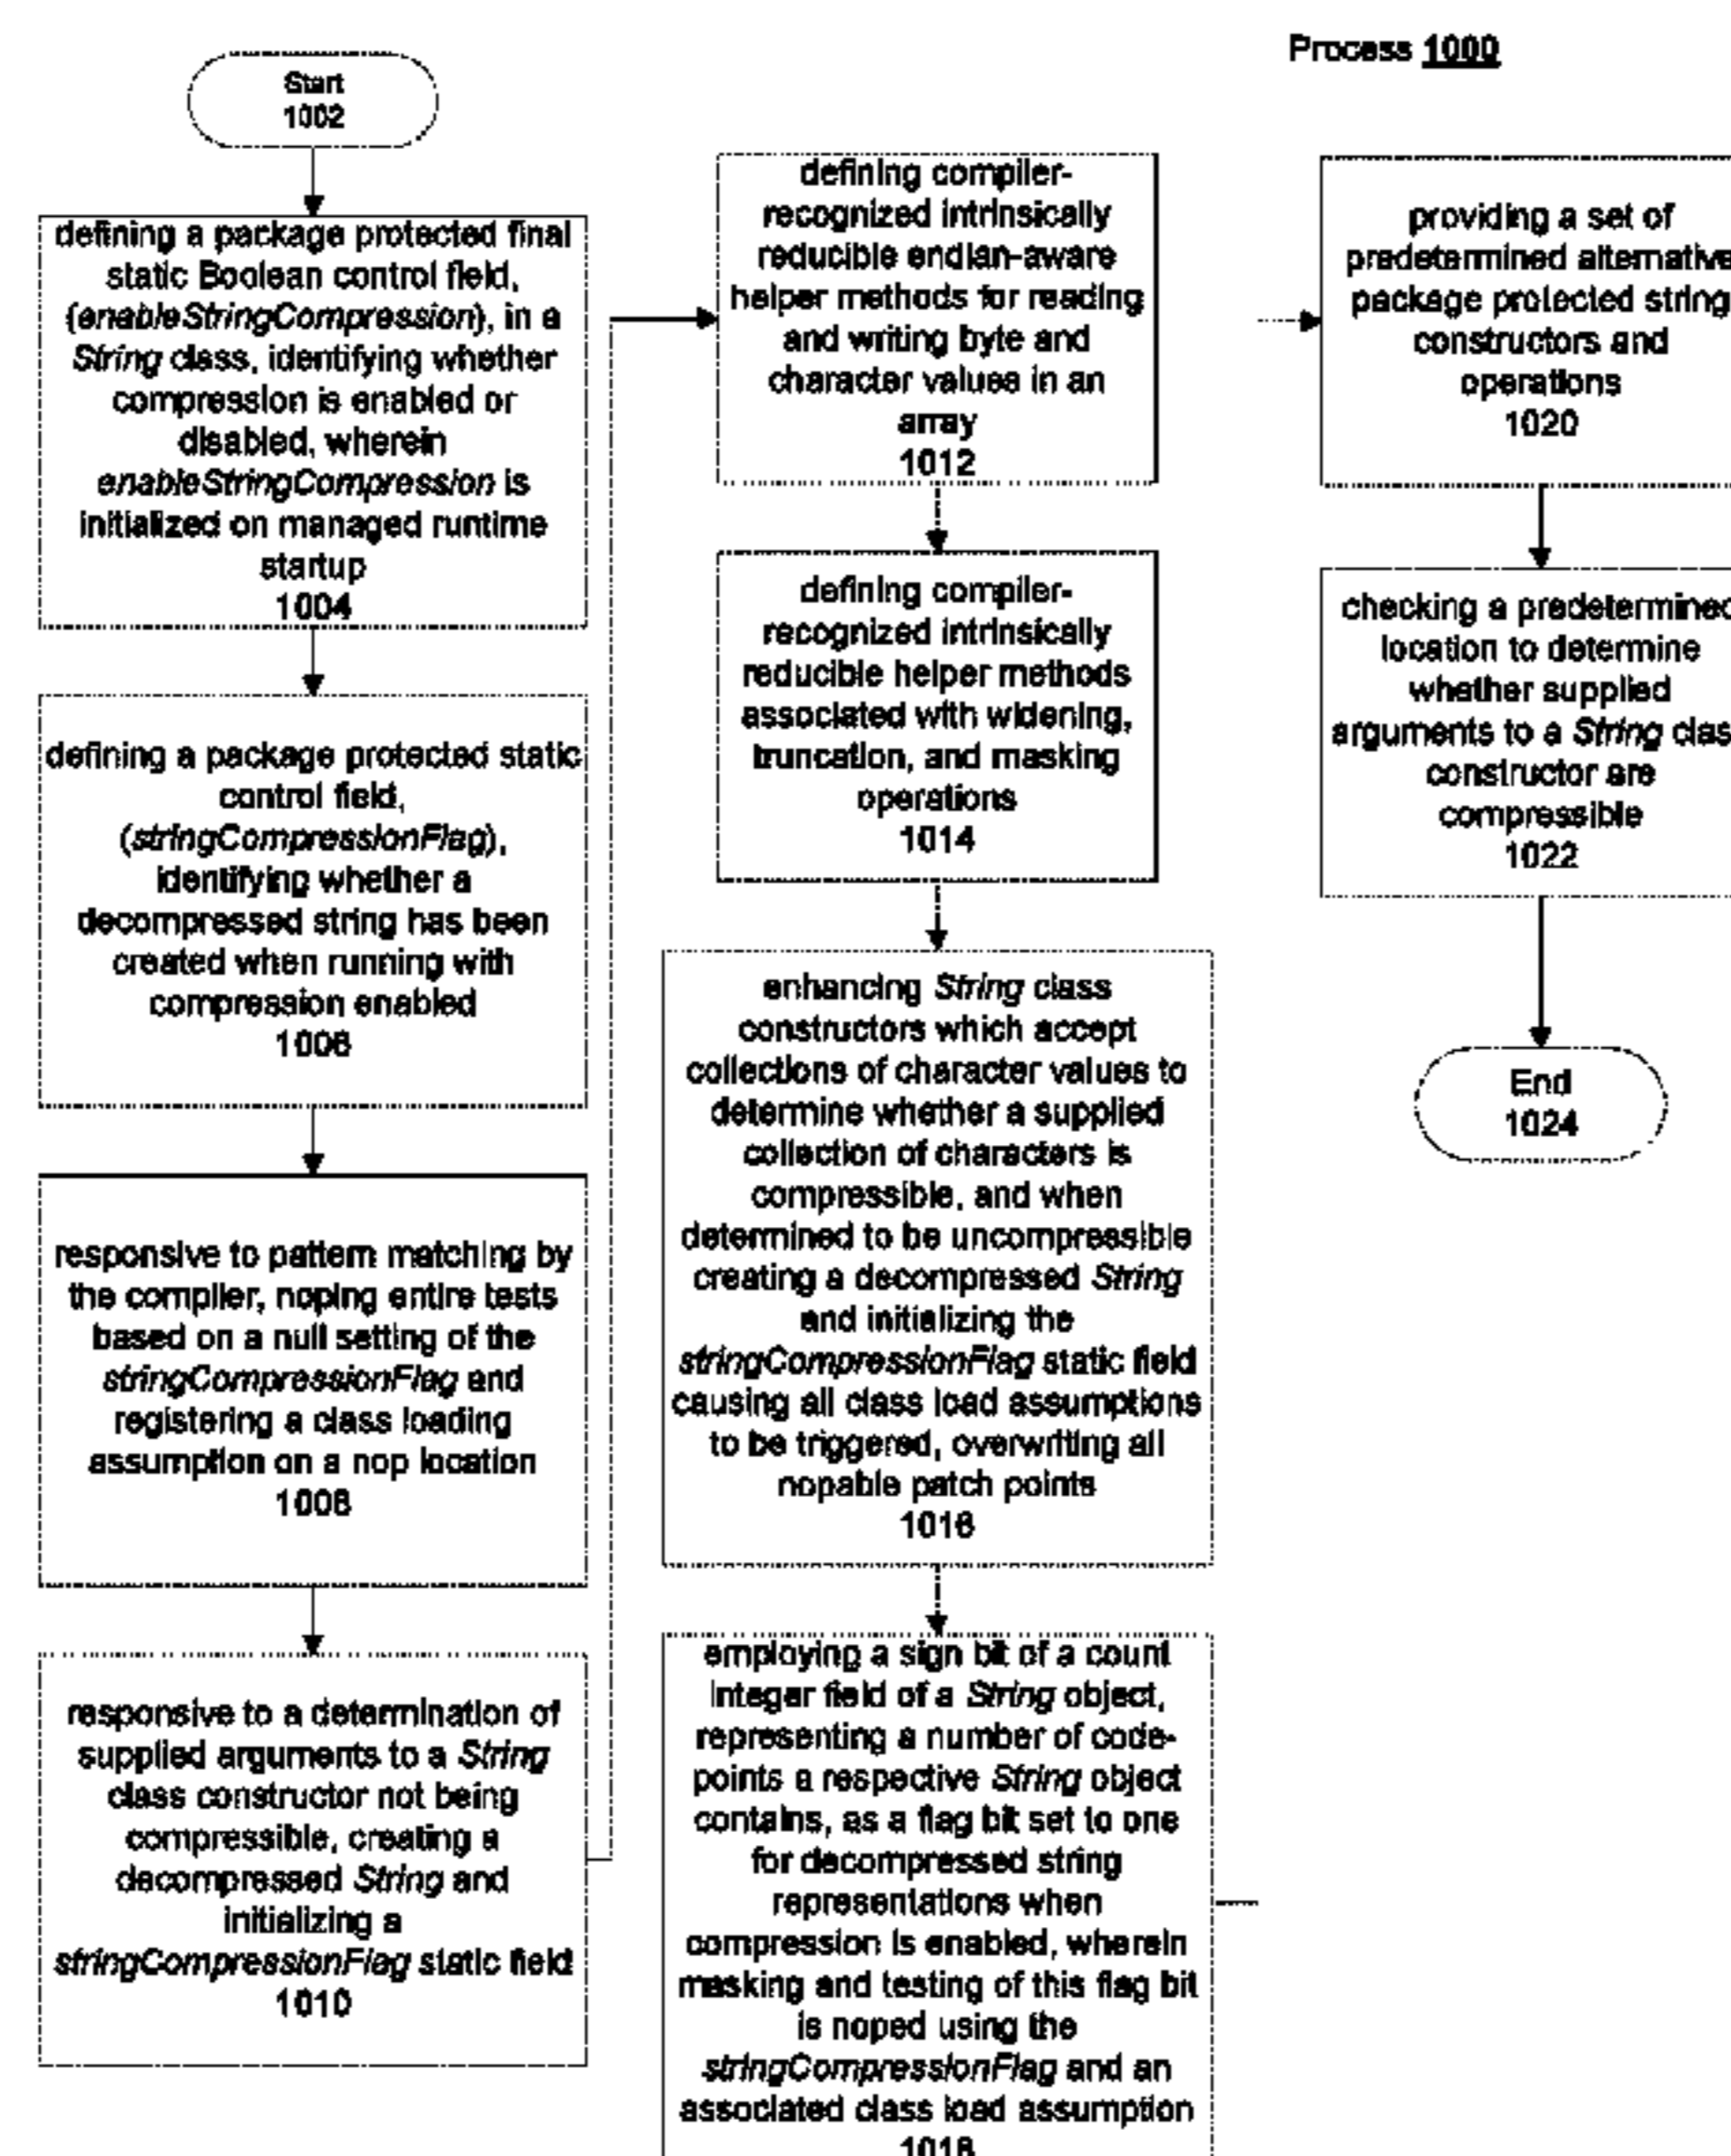 Process 1000
Start
1002
defining a package protected final
static Boolean control field,
(enableStringCompression), in a
String class, identifying whether
compression is enabled or
disabled, wherein
enableStringCompression is
initialized on managed runtime
startup
1004
defining a package protected static
control field,
(stringCompressionFlag),
identifying whether a
decompressed string has been
created when running with
compression enabled
1006
responsive to pattern matching by
the compiler, noping entire tests
based on a null setting of the
stringCompressionFlag and
registering a class loading
assumption on a nop location
1008
responsive to a determination of
supplied arguments to a String
class constructor not being
compressible, creating a
decompressed String and
initializing a
stringCompressionFlag static field
1010
defining compiler-
recognized intrinsically
reducible endian-aware
helper methods for reading
and writing byte and
character values in an
array
1012
defining compiler-
recognized intrinsically
reducible helper methods
associated with widening,
truncation, and masking
operations
1014
enhancing String class
constructors which accept
collections of character values to
determine whether a supplied
collection of characters is
compressible, and when
determined to be uncompressible
creating a decompressed String
and initializing the
stringCompressionFlag static field
causing all class load assumptions
to be triggered, overwriting all
nopable patch points
1016
employing a sign bit of a count
integer field of a String object,
representing a number of code-
points a respective String object
contains, as a flag bit set to one
for decompressed string
representations when
compression is enabled, wherein
masking and testing of this flag bit
is noped using the
stringCompressionFlag and an
associated class load assumption
1018
providing a set of
predetermined alternative
package protected string
constructors and
operations
1020
checking a predetermined
location to determine
whether supplied
arguments to a String clas
constructor are
compressible
1022
End
1024